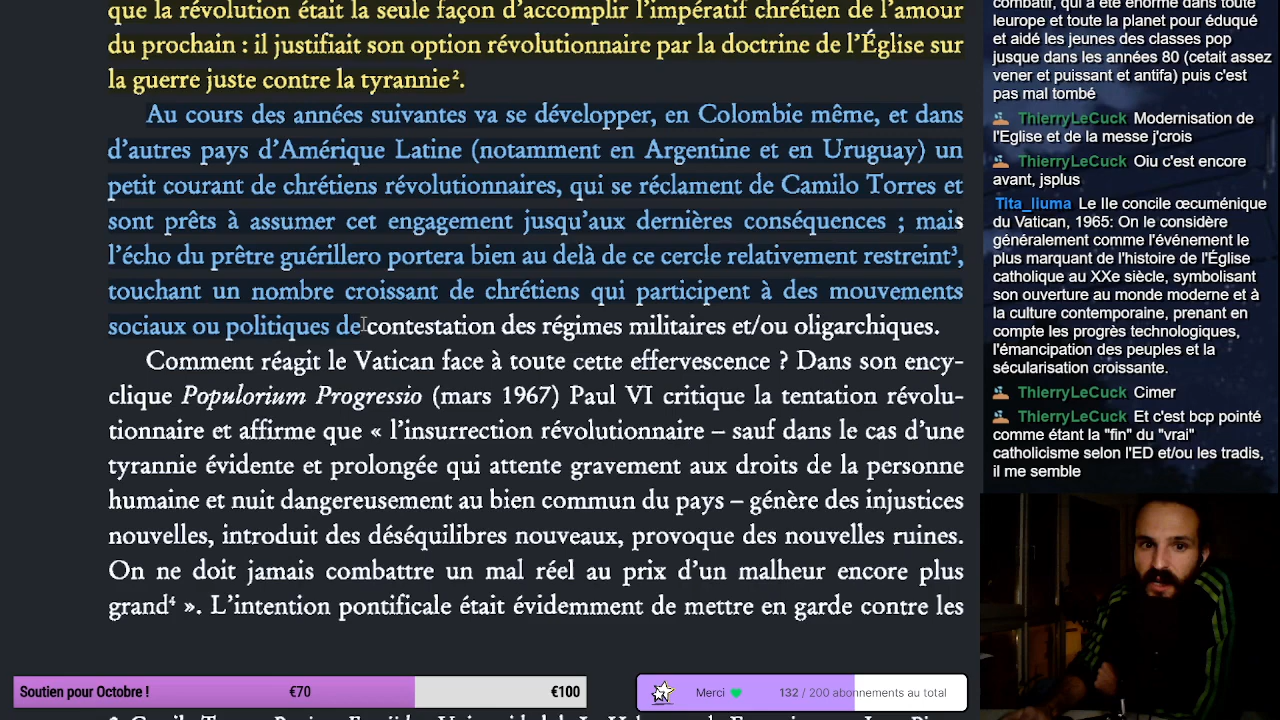 que la révolution était la seule façon d'accomplir l'impératif chrétien de l'amour
du prochain : il justifiait son option révolutionnaire par la doctrine de l'Église sur
la guerre juste contre la tyrannie².
Au cours des années suivantes va se développer, en Colombie même, et dans
d'autres pays d'Amérique Latine (notamment en Argentine et en Uruguay) un
petit courant de chrétiens révolutionnaires, qui se réclament de Camilo Torres et
sont prêts à assumer cet engagement jusqu'aux dernières conséquences ; mais
l'écho du prêtre guérillero portera bien au delà de ce cercle relativement restreint³,
touchant un nombre croissant de chrétiens qui participent à des mouvements
sociaux ou politiques de contestation des régimes militaires et/ou oligarchiques.
Comment réagit le Vatican face à toute cette effervescence ? Dans son ency-
clique Populorium Progressio (mars 1967) Paul VI critique la tentation révolu-
tionnaire et affirme que « l'insurrection révolutionnaire – sauf dans le cas d'une
tyrannie évidente et prolongée qui attente gravement aux droits de la personne
humaine et nuit dangereusement au bien commun du pays – génère des injustices
nouvelles, introduit des déséquilibres nouveaux, provoque des nouvelles ruines.
On ne doit jamais combattre un mal réel au prix d'un malheur encore plus
grand⁴ ». L'intention pontificale était évidemment de mettre en garde contre les
combatif, qui a été énorme dans toute
leurope et toute la planet pour éduqué
et aidé les jeunes des classes pop
jusque dans les années 80 (cetait assez
vener et puissant et antifa) puis c'est
pas mal tombé
ThierryLeCuck Modernisation de
l'Eglise et de la messe j'crois
ThierryLeCuck Oiu c'est encore
avant, jsplus
Tita_Iluma Le IIe concile œcuménique
du Vatican, 1965: On le considère
généralement comme l'événement le
plus marquant de l'histoire de l'Église
catholique au XXe siècle, symbolisant
son ouverture au monde moderne et à
la culture contemporaine, prenant en
compte les progrès technologiques,
l'émancipation des peuples et la
sécularisation croissante.
ThierryLeCuck Cimer
ThierryLeCuck Et c'est bcp pointé
comme étant la "fin" du "vrai"
catholicisme selon l'ED et/ou les tradis,
il me semble
Soutien pour Octobre ! €70 €100
Merci 💚 132 / 200 abonnements au total